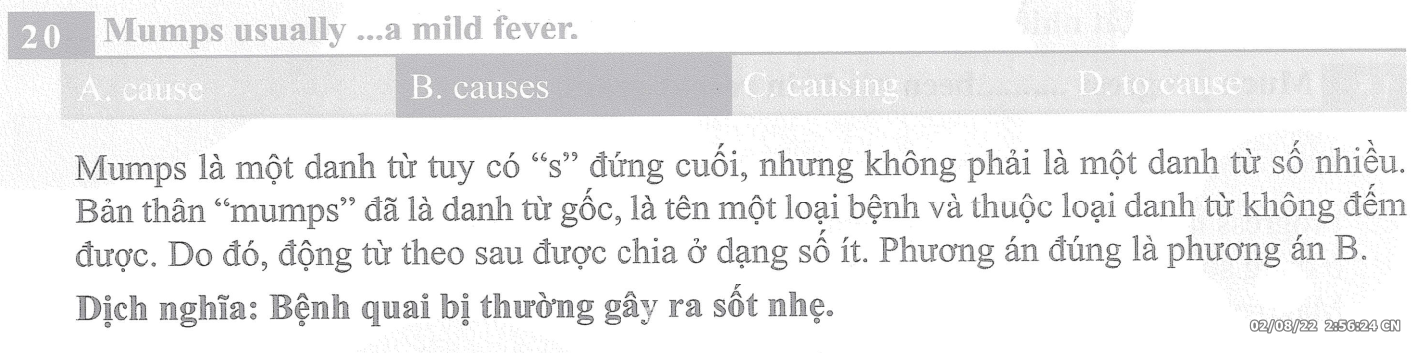 20 Mumps usually ...a mild fever.
A. cause B. causes C. causing D. to cause
Mumps là một danh từ tuy có “s” đứng cuối, nhưng không phải là một danh từ số nhiều.
Bản thân “mumps” đã là danh từ gốc, là tên một loại bệnh và thuộc loại danh từ không đếm
được. Do đó, động từ theo sau được chia ở dạng số ít. Phương án đúng là phương án B.
Dịch nghĩa: Bệnh quai bị thường gây ra sốt nhẹ.
02/08/22 2:56:24 CN